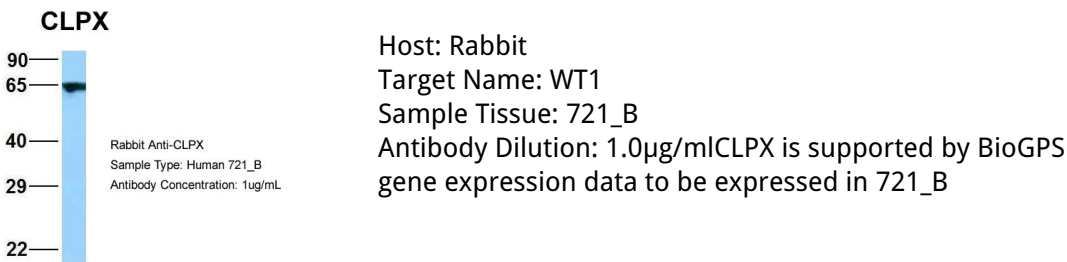 CLPX
90
65
40
29
22
Rabbit Anti-CLPX
Sample Type: Human 721_B
Antibody Concentration: 1ug/mL
Host: Rabbit
Target Name: WT1
Sample Tissue: 721_B
Antibody Dilution: 1.0µg/mlCLPX is supported by BioGPS
gene expression data to be expressed in 721_B